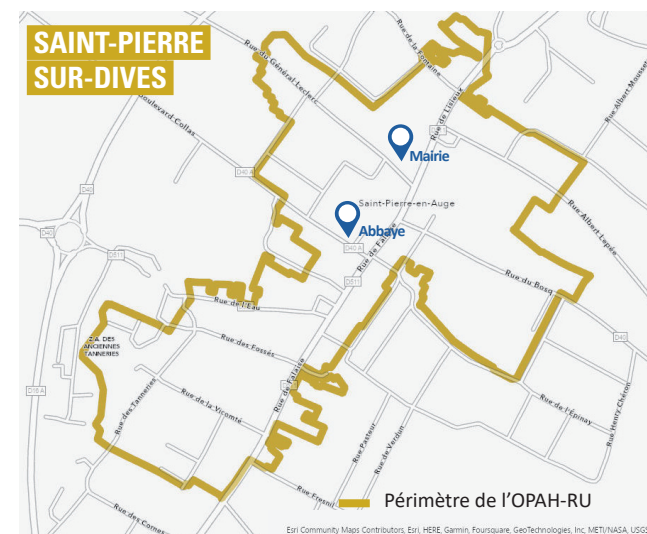 SAINT-PIERRE
SUR-DIVES
Rue du Général Leclerc
Rue de la Fontaine
Rue de Lisieux
Rue Albert Mousset
Boulevard Collas
Mairie
D40
D40 A
Saint-Pierre-en-Auge
Abbaye
D40 A
Rue Albert Lepée
D40
D511
Rue de Falaise
D511
Rue du Bosq
Rue de l'Eau
D40
Z.A. DES
ANCIENNES
TANNERIES
Rue des Fossés
D16 A
Rue de Falaise
Rue des Tanneries
Rue de la Vicomté
Rue de l'Épinay
Rue Henry Chéron
Rue Pasteur
Rue de Verdun
Rue Fresnil
Rue des Cornes
Périmètre de l'OPAH-RU
Esri Community Maps Contributors, Esri, HERE, Garmin, Foursquare, GeoTechnologies, Inc, METI/NASA, USGS